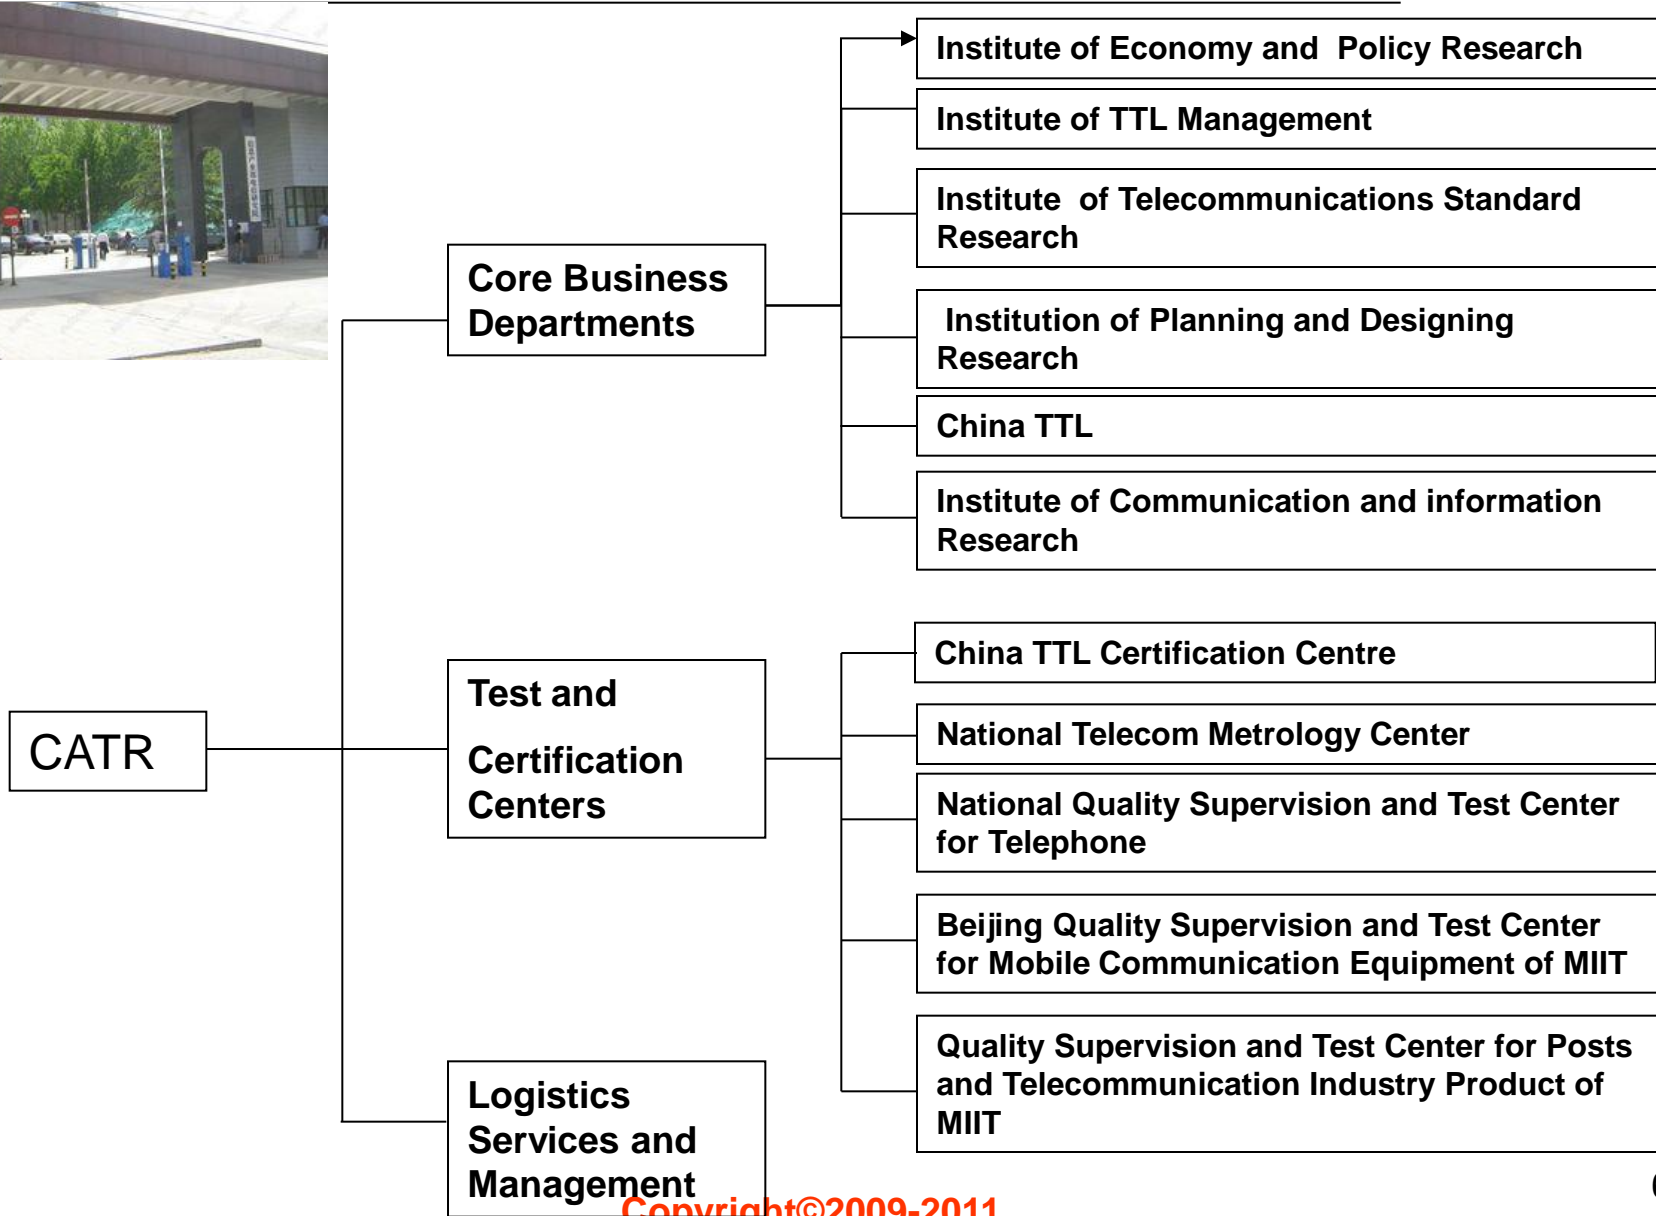 Institute of Economy and  Policy Research
Institute of TTL Management
Institute  of Telecommunications Standard
Research
Core Business
Departments
Institution of Planning and Designing
Research
China TTL
Institute of Communication and information
Research
China TTL Certification Centre
Test and
Certification
Centers
National Telecom Metrology Center
CATR
National Quality Supervision and Test Center
for Telephone
Beijing Quality Supervision and Test Center
for Mobile Communication Equipment of MIIT
Quality Supervision and Test Center for Posts
and Telecommunication Industry Product of
MIIT
Logistics
Services and
Management
Copyright©2009-2011